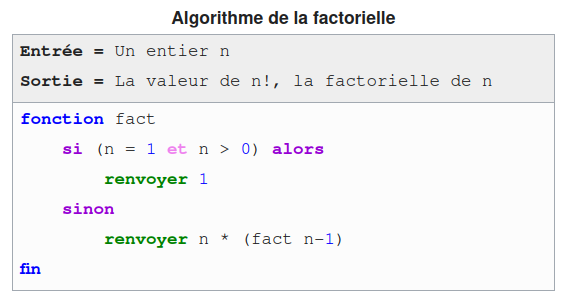 Algorithme de la factorielle
Entrée = Un entier n
Sortie = La valeur de n!, la factorielle de n
fonction fact
si (n = 1 et n > 0) alors
renvoyer 1
sinon
renvoyer n * (fact n-1)
fin